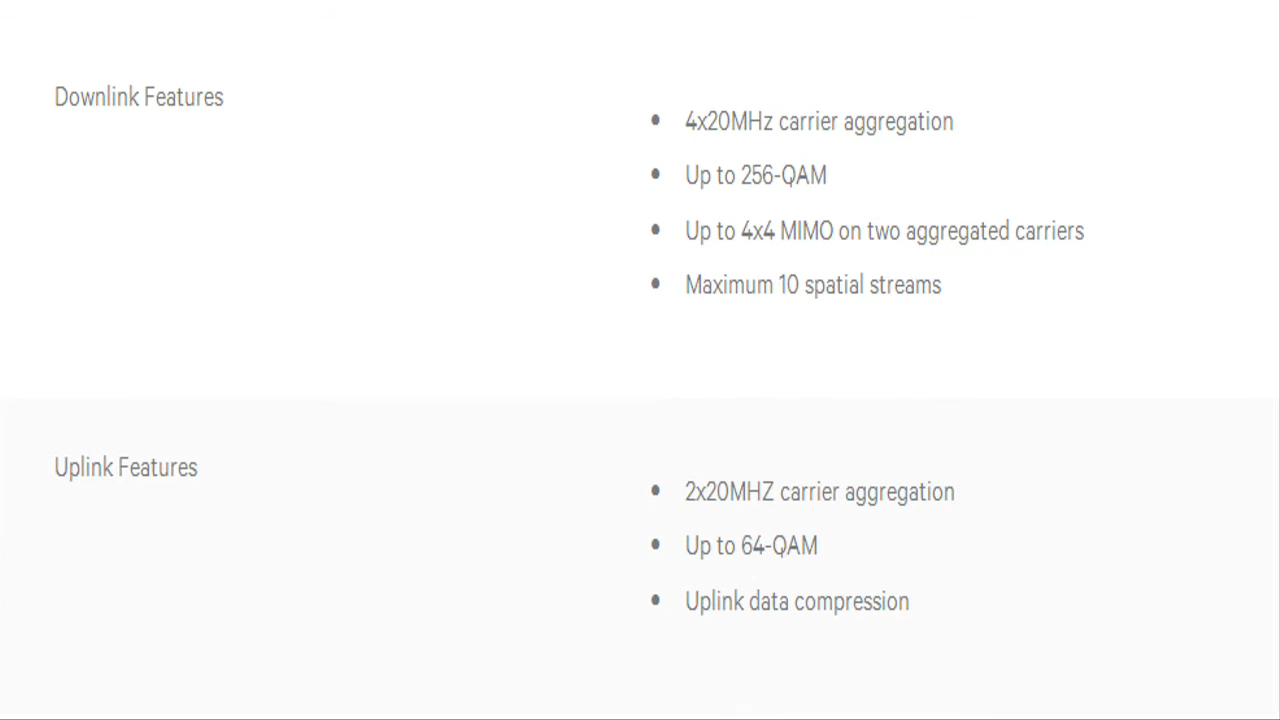 Downlink Features
• 4x20MHz carrier aggregation
• Up to 256-QAM
• Up to 4x4 MIMO on two aggregated carriers
• Maximum 10 spatial streams
Uplink Features
• 2x20MHZ carrier aggregation
• Up to 64-QAM
• Uplink data compression